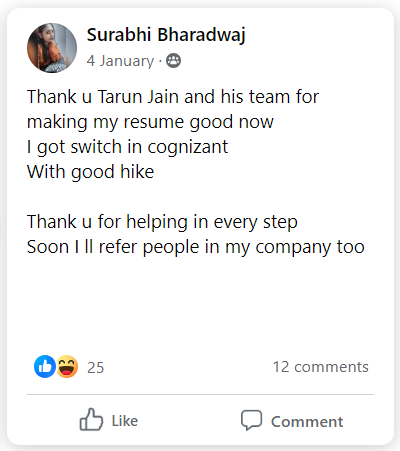 Surabhi Bharadwaj
4 January ·
Thank u Tarun Jain and his team for
making my resume good now
I got switch in cognizant
With good hike
Thank u for helping in every step
Soon I ll refer people in my company too
25
12 comments
Like
Comment